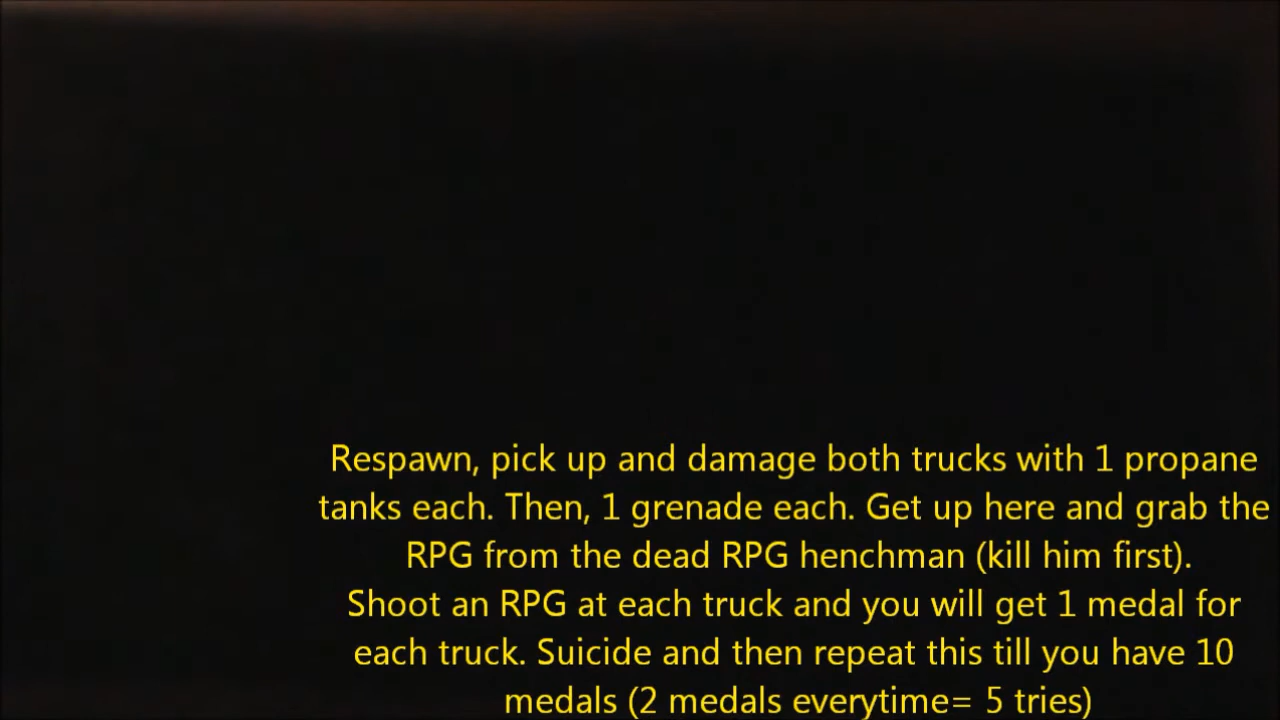 Respawn, pick up and damage both trucks with 1 propane
tanks each. Then, 1 grenade each. Get up here and grab the
RPG from the dead RPG henchman (kill him first).
Shoot an RPG at each truck and you will get 1 medal for
each truck. Suicide and then repeat this till you have 10
medals (2 medals everytime= 5 tries)